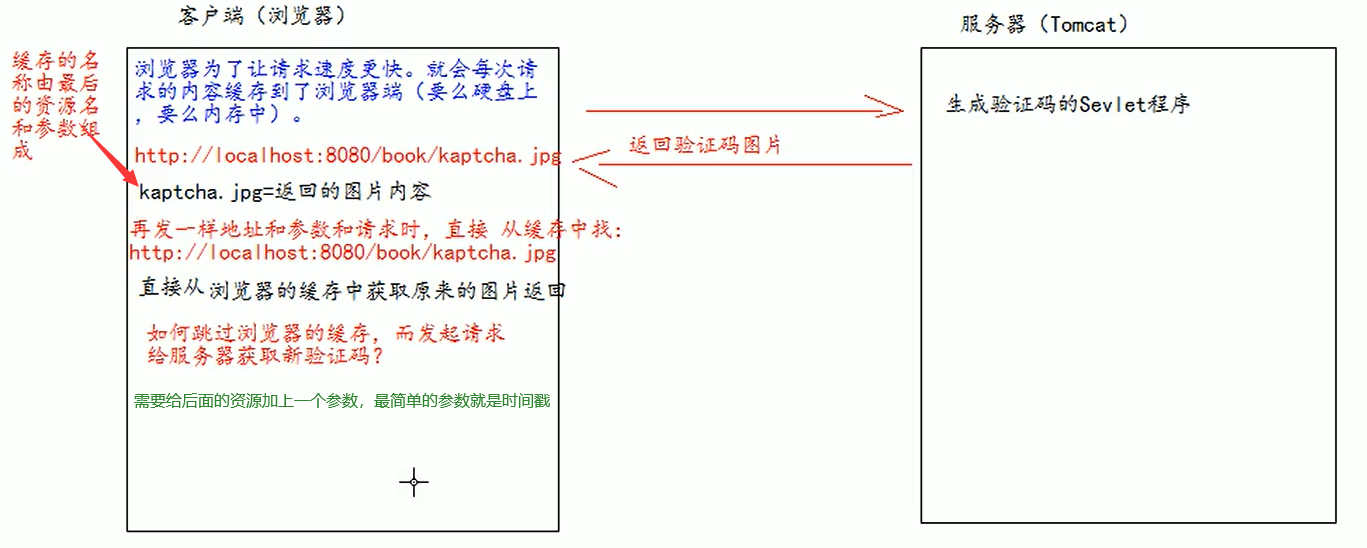 客户端（浏览器）
服务器（Tomcat）
缓存的名
称由最后
的资源名
和参数组
成
浏览器为了让请求速度更快。就会每次请
求的内容缓存到了浏览器端（要么硬盘上
，要么内存中）。
http://localhost:8080/book/kaptcha.jpg
kaptcha.jpg=返回的图片内容
再发一样地址和参数和请求时，直接 从缓存中找：
http://localhost:8080/book/kaptcha.jpg
直接从 浏览器的缓存中获取原来的图片返回
如何跳过浏览器的缓存，而发起请求
给服务器获取新验证码？
需要给后面的资源加上一个参数，最简单的参数就是时间戳
返回验证码图片
生成验证码的Sevlet程序